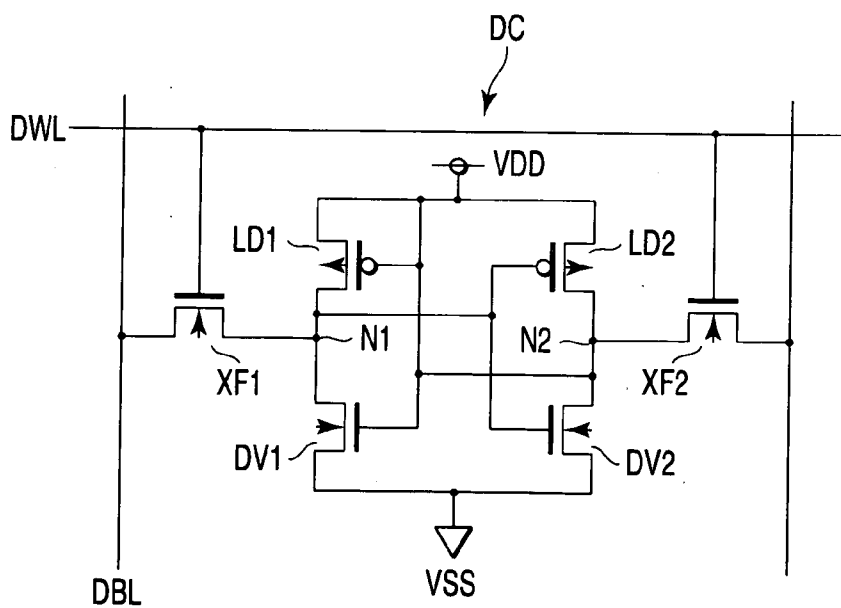 DC
DWL
VDD
LD1
LD2
N1
N2
XF1
XF2
DV1
DV2
DBL
VSS